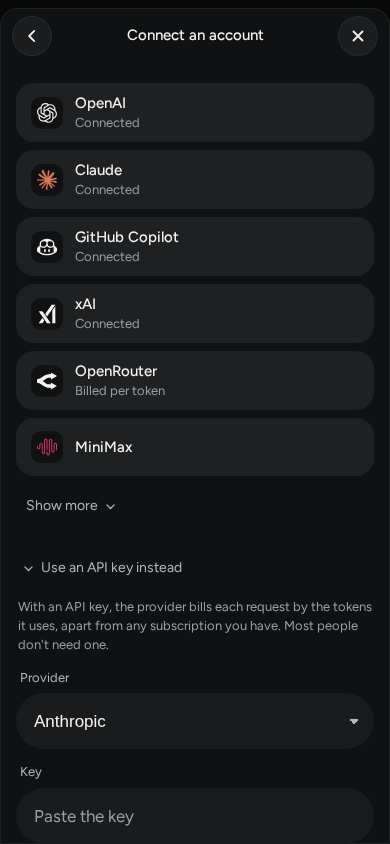 Connect an account
OpenAI
Connected
Claude
Connected
GitHub Copilot
Connected
xAI
Connected
OpenRouter
Billed per token
MiniMax
Show more
Use an API key instead
With an API key, the provider bills each request by the tokens
it uses, apart from any subscription you have. Most people
don't need one.
Provider
Anthropic
Key
Paste the key